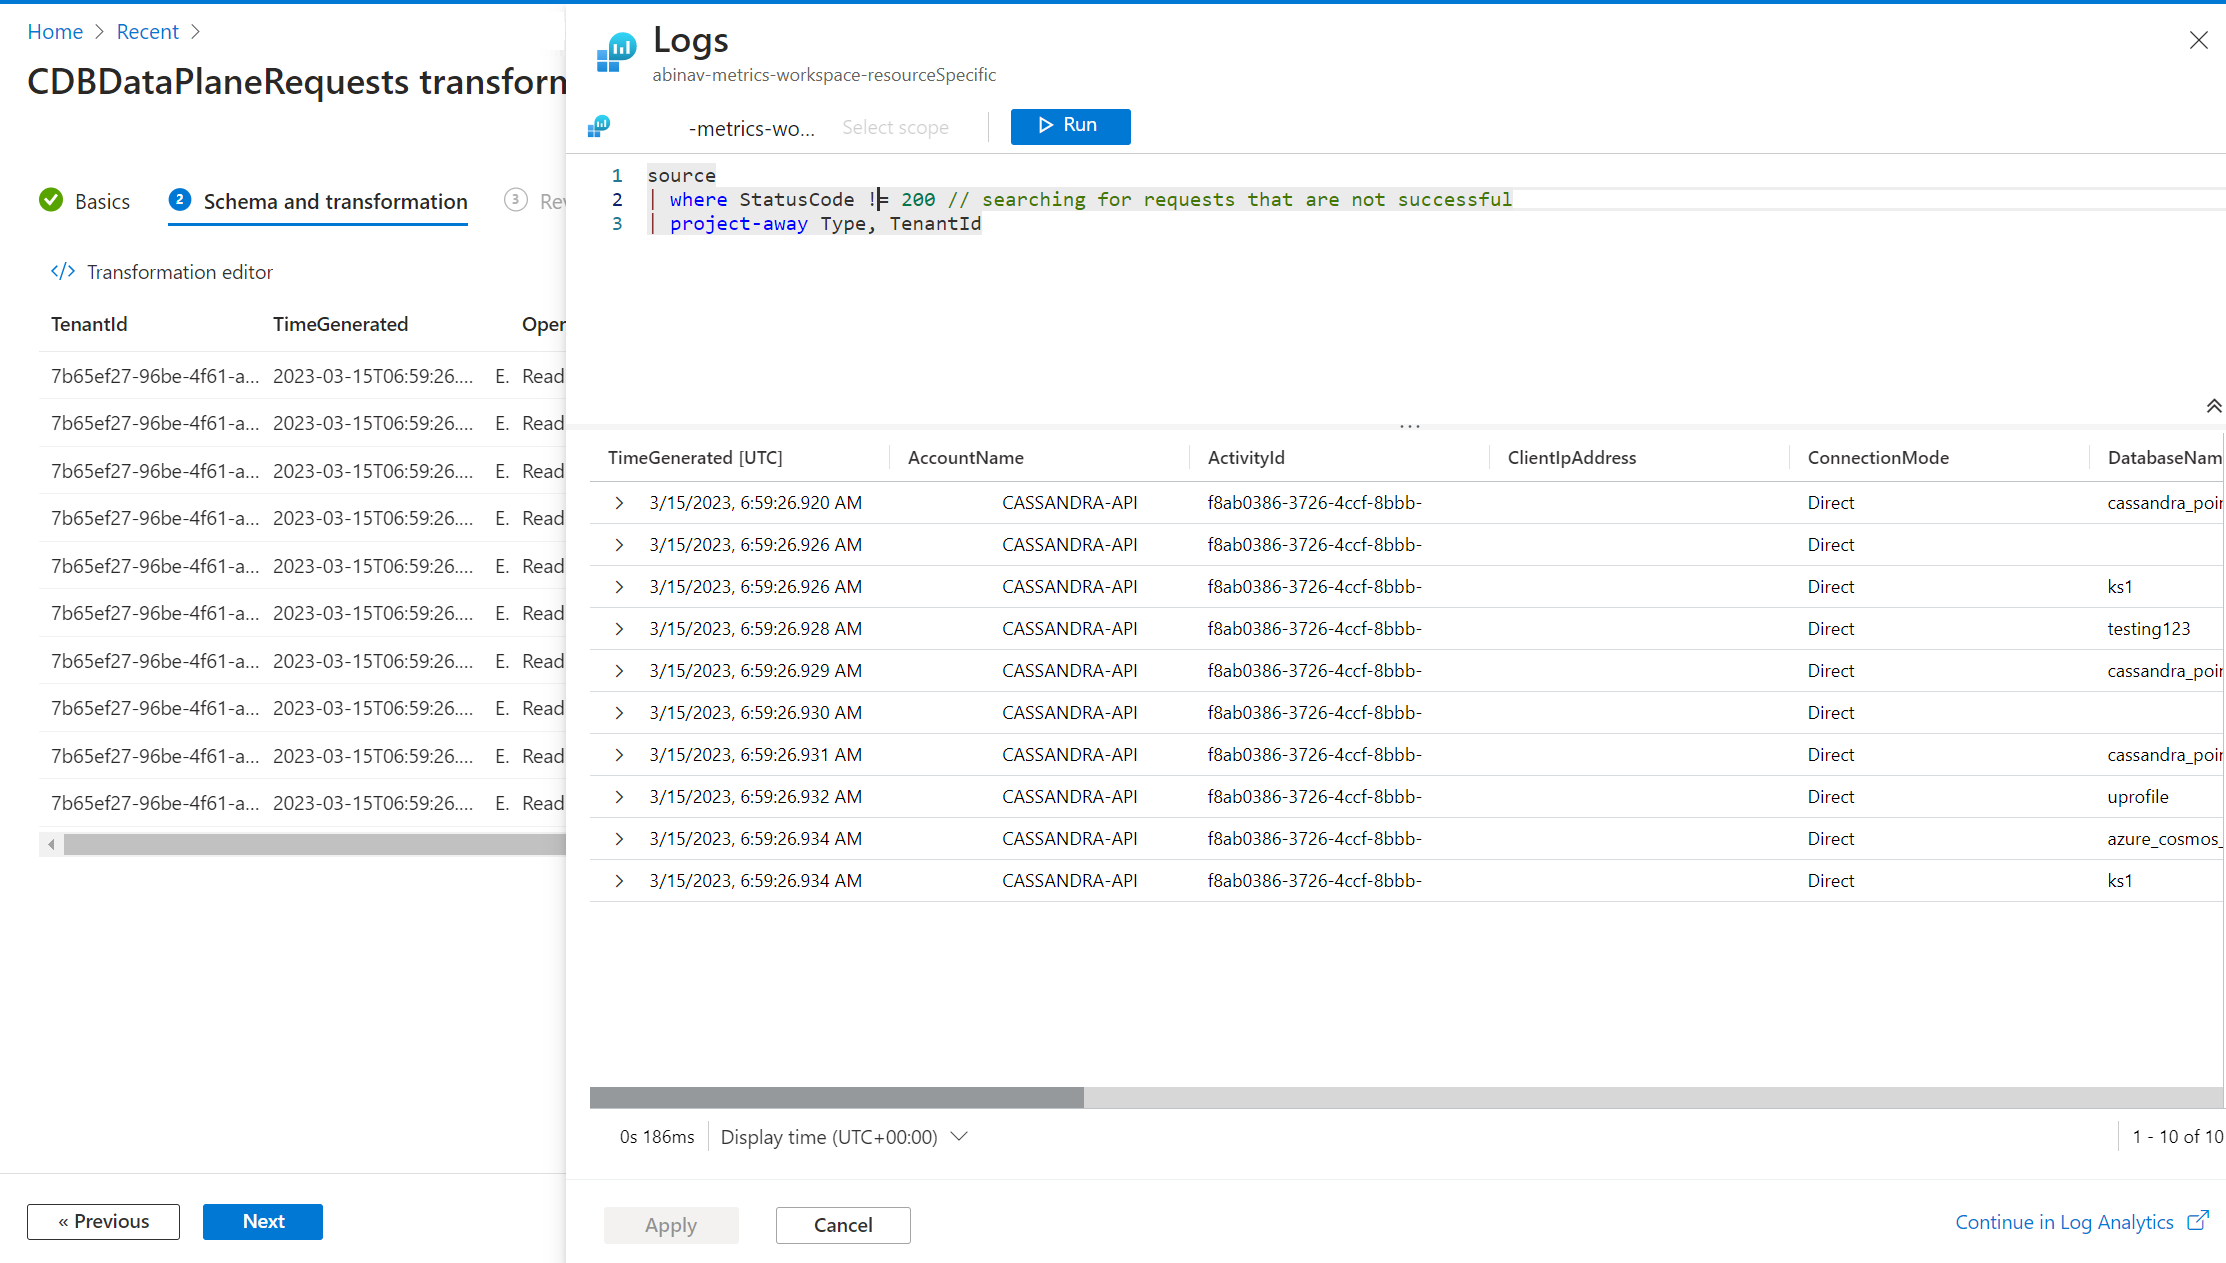 Home > Recent >
CDBDataPlaneRequests transform
Basics
2 Schema and transformation
3
</> Transformation editor
TenantId TimeGenerated Oper
7b65ef27-96be-4f61-a... 2023-03-15T06:59:26.... E. Read
7b65ef27-96be-4f61-a... 2023-03-15T06:59:26.... E. Read
7b65ef27-96be-4f61-a... 2023-03-15T06:59:26.... E. Read
7b65ef27-96be-4f61-a... 2023-03-15T06:59:26.... E. Read
7b65ef27-96be-4f61-a... 2023-03-15T06:59:26.... E. Read
7b65ef27-96be-4f61-a... 2023-03-15T06:59:26.... E. Read
7b65ef27-96be-4f61-a... 2023-03-15T06:59:26.... E. Read
7b65ef27-96be-4f61-a... 2023-03-15T06:59:26.... E. Read
7b65ef27-96be-4f61-a... 2023-03-15T06:59:26.... E. Read
7b65ef27-96be-4f61-a... 2023-03-15T06:59:26.... E. Read
« Previous Next
Logs
abinav-metrics-workspace-resourceSpecific
-metrics-wo... Select scope Run
1 source
2 | where StatusCode != 200 // searching for requests that are not successful
3 | project-away Type, TenantId
...
TimeGenerated [UTC] AccountName ActivityId ClientIpAddress ConnectionMode DatabaseNam
3/15/2023, 6:59:26.920 AM CASSANDRA-API f8ab0386-3726-4ccf-8bbb- Direct cassandra_poin
3/15/2023, 6:59:26.926 AM CASSANDRA-API f8ab0386-3726-4ccf-8bbb- Direct
3/15/2023, 6:59:26.926 AM CASSANDRA-API f8ab0386-3726-4ccf-8bbb- Direct ks1
3/15/2023, 6:59:26.928 AM CASSANDRA-API f8ab0386-3726-4ccf-8bbb- Direct testing123
3/15/2023, 6:59:26.929 AM CASSANDRA-API f8ab0386-3726-4ccf-8bbb- Direct cassandra_poin
3/15/2023, 6:59:26.930 AM CASSANDRA-API f8ab0386-3726-4ccf-8bbb- Direct
3/15/2023, 6:59:26.931 AM CASSANDRA-API f8ab0386-3726-4ccf-8bbb- Direct cassandra_poin
3/15/2023, 6:59:26.932 AM CASSANDRA-API f8ab0386-3726-4ccf-8bbb- Direct uprofile
3/15/2023, 6:59:26.934 AM CASSANDRA-API f8ab0386-3726-4ccf-8bbb- Direct azure_cosmos_
3/15/2023, 6:59:26.934 AM CASSANDRA-API f8ab0386-3726-4ccf-8bbb- Direct ks1
0s 186ms Display time (UTC+00:00) 1 - 10 of 10
Apply Cancel Continue in Log Analytics